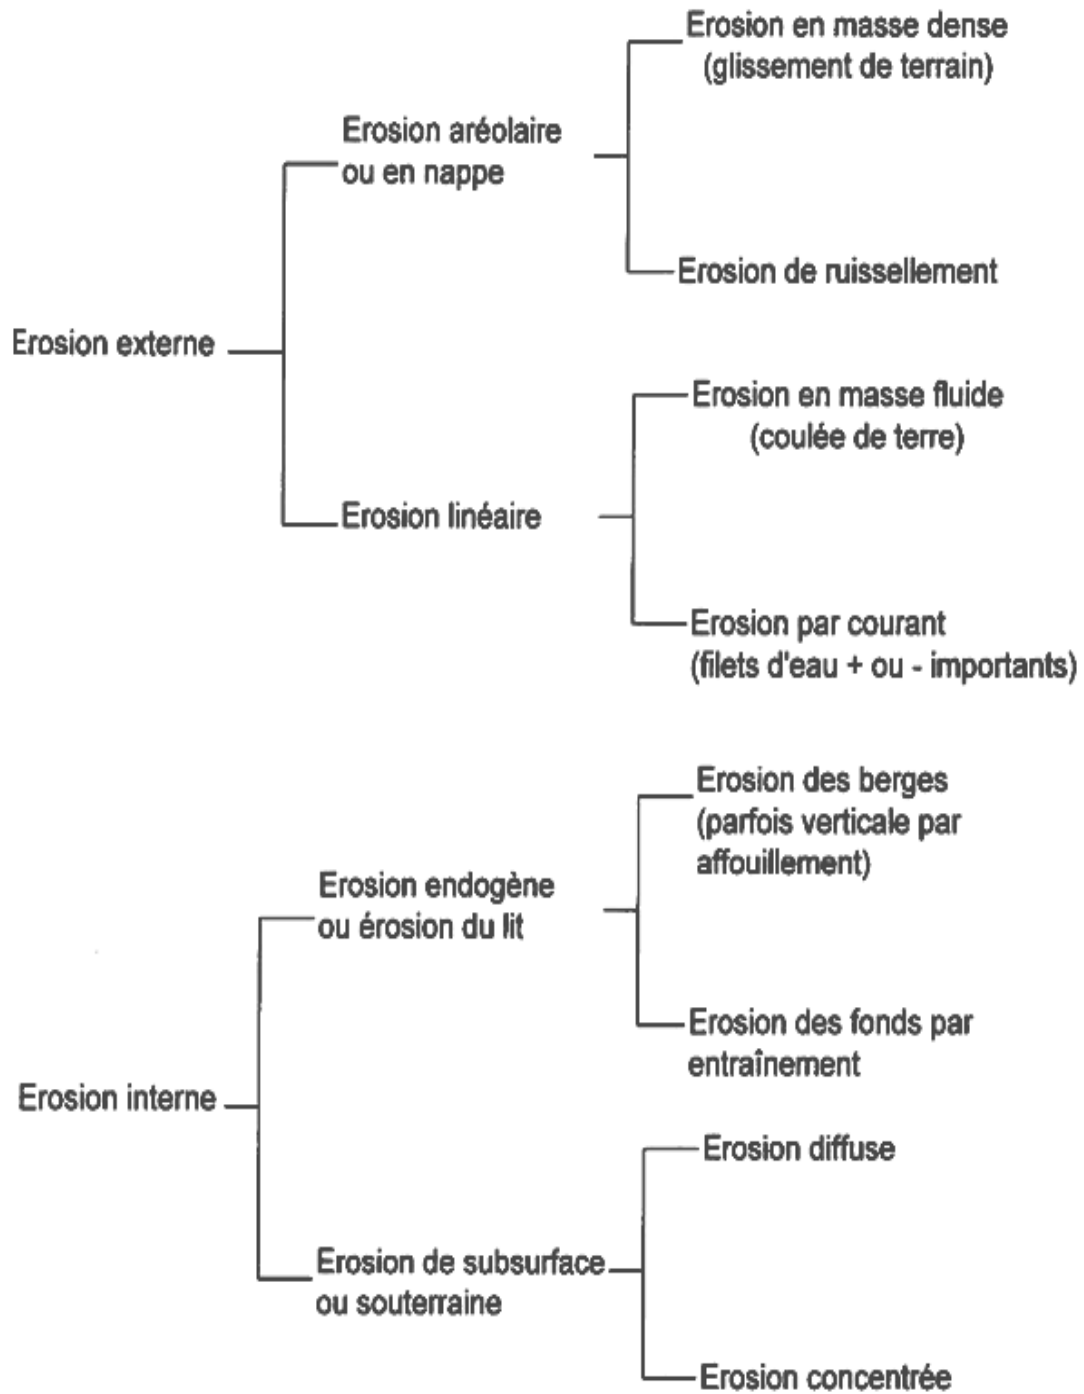 Erosion en masse dense
(glissement de terrain)
Erosion aréolaire
ou en nappe
Erosion de ruissellement
Erosion externe
Erosion en masse fluide
(coulée de terre)
Erosion linéaire
Erosion par courant
(filets d'eau + ou - importants)
Erosion des berges
(parfois verticale par
affouillement)
Erosion endogène
ou érosion du lit
Erosion des fonds par
entraînement
Erosion interne
Erosion diffuse
Erosion de subsurface
ou souterraine
Erosion concentrée